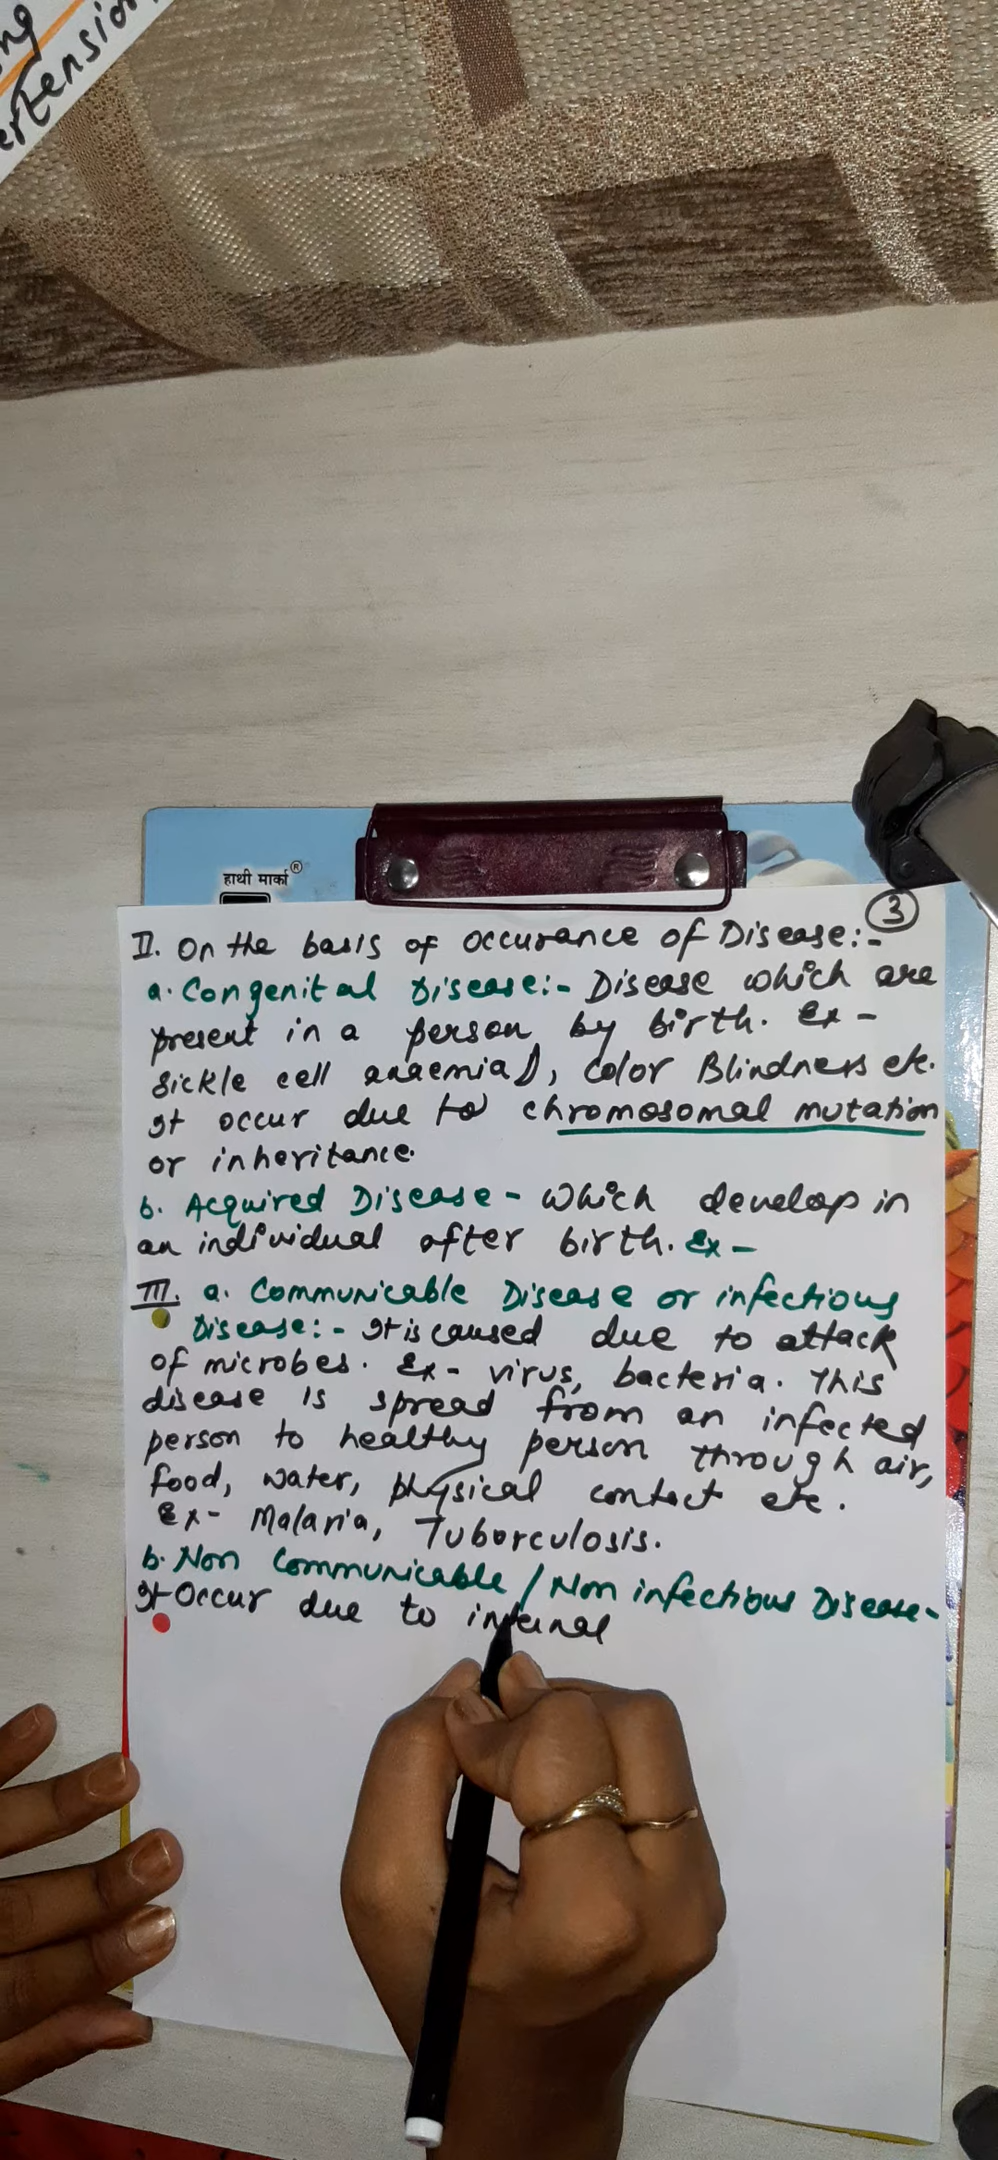 ng
ertension
हाथी मार्का®
3
II. On the basis of occurance of Disease:-
a. Congenital Disease:- Disease which are
present in a person by birth. Ex -
sickle cell anaemia, Color Blindness etc.
It occur due to chromosomal mutation
or inheritance.
b. Acquired Disease - which develop in
an individual after birth. Ex -
III. a. Communicable Disease or infectious
Disease:- It is caused due to attack
of microbes. Ex - virus, bacteria. This
disease is spread from an infected
person to healthy person through air,
food, water, physical contact etc.
Ex- Malaria, Tuborculosis.
b. Non Communicable / Non infectious Disease-
It Occur due to internal